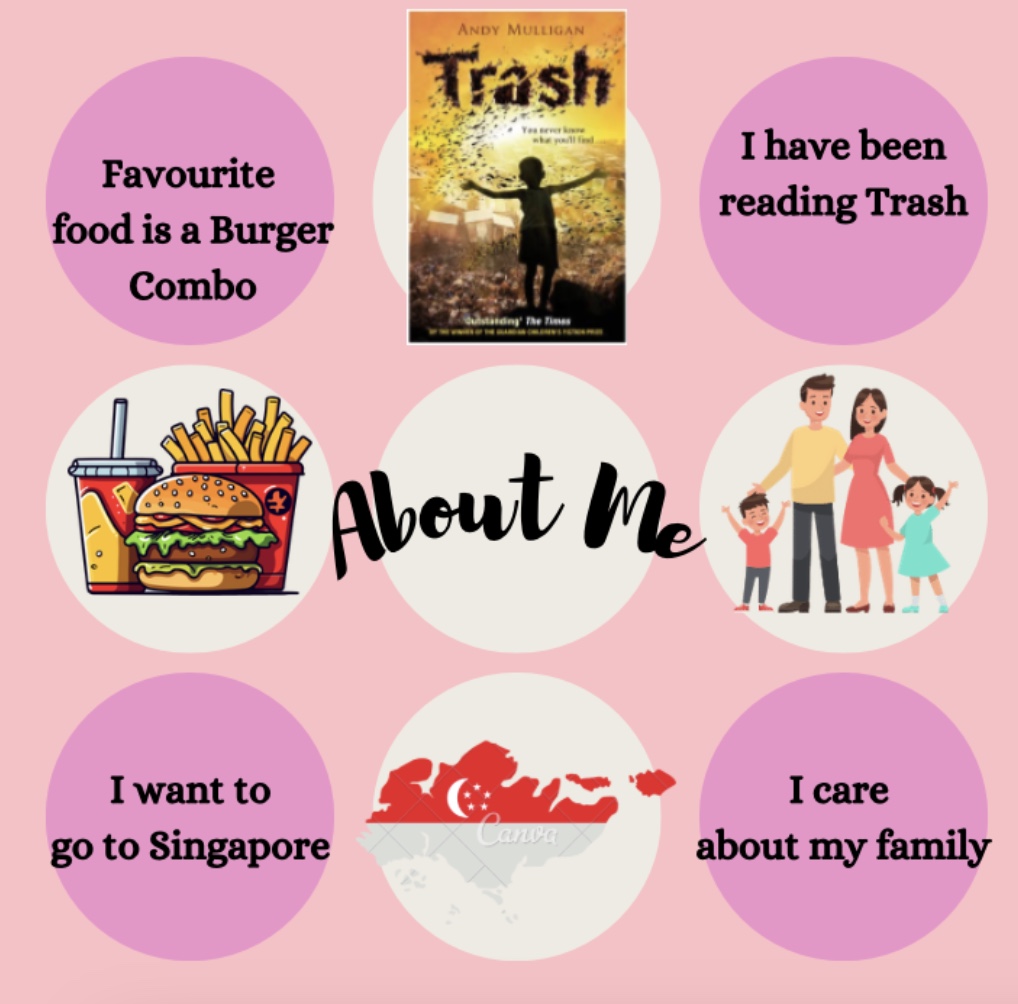 Favourite
food is a Burger
Combo
ANDY MULLIGAN
Trash
You never know
what you'll find
Outstanding' The Times
BY THE WINNER OF THE GUARDIAN CHILDREN'S FICTION PRIZE
I have been
reading Trash
About Me
I want to
go to Singapore
Canva
I care
about my family